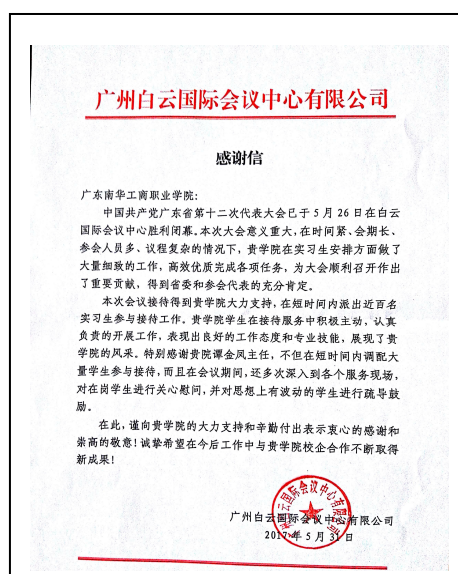 广州白云国际会议中心有限公司
感谢信
广东南华工商职业学院：
中国共产党广东省第十二次代表大会已于 5 月 26 日在白云
国际会议中心胜利闭幕。本次大会意义重大，在时间紧、会期长、
参会人员多、议程复杂的情况下，贵学院在实习生安排方面做了
大量细致的工作，高效优质完成各项任务，为大会顺利召开作出
了重要贡献，得到省委和参会代表的充分肯定。
本次会议接待得到贵学院大力支持，在短时间内派出近百名
实习生参与接待工作。贵学院学生在接待服务中积极主动，认真
负责的开展工作，表现出良好的工作态度和专业技能，展现了贵
学院的风采。特别感谢贵院谭金凤主任，不但在短时间内调配大
量学生参与接待，而且在会议期间，还多次深入到各个服务现场，
对在岗学生进行关心慰问，并对思想上有波动的学生进行疏导鼓
励。
在此，谨向贵学院的大力支持和辛勤付出表示衷心的感谢和
崇高的敬意！诚挚希望在今后工作中与贵学院校企合作不断取得
新成果！
广州白云国际会议中心有限公司
2017 年 5 月 31 日